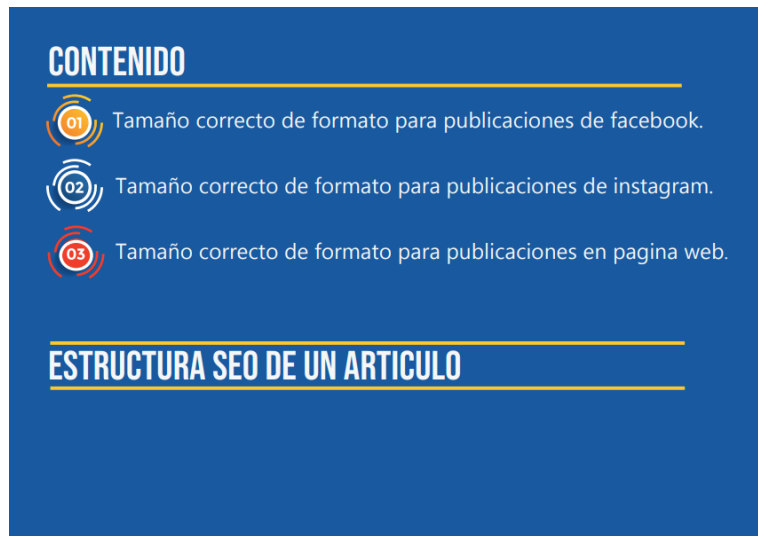 CONTENIDO
01 Tamaño correcto de formato para publicaciones de facebook.
02 Tamaño correcto de formato para publicaciones de instagram.
03 Tamaño correcto de formato para publicaciones en pagina web.
ESTRUCTURA SEO DE UN ARTICULO